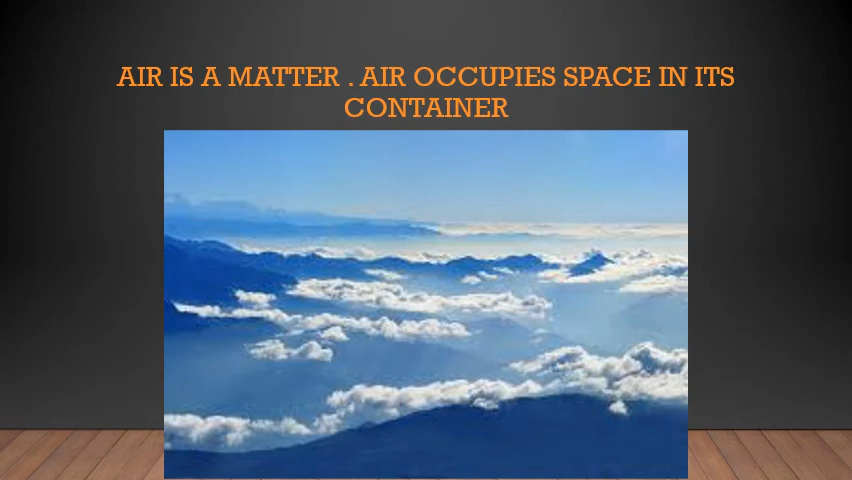 AIR IS A MATTER . AIR OCCUPIES SPACE IN ITS
CONTAINER